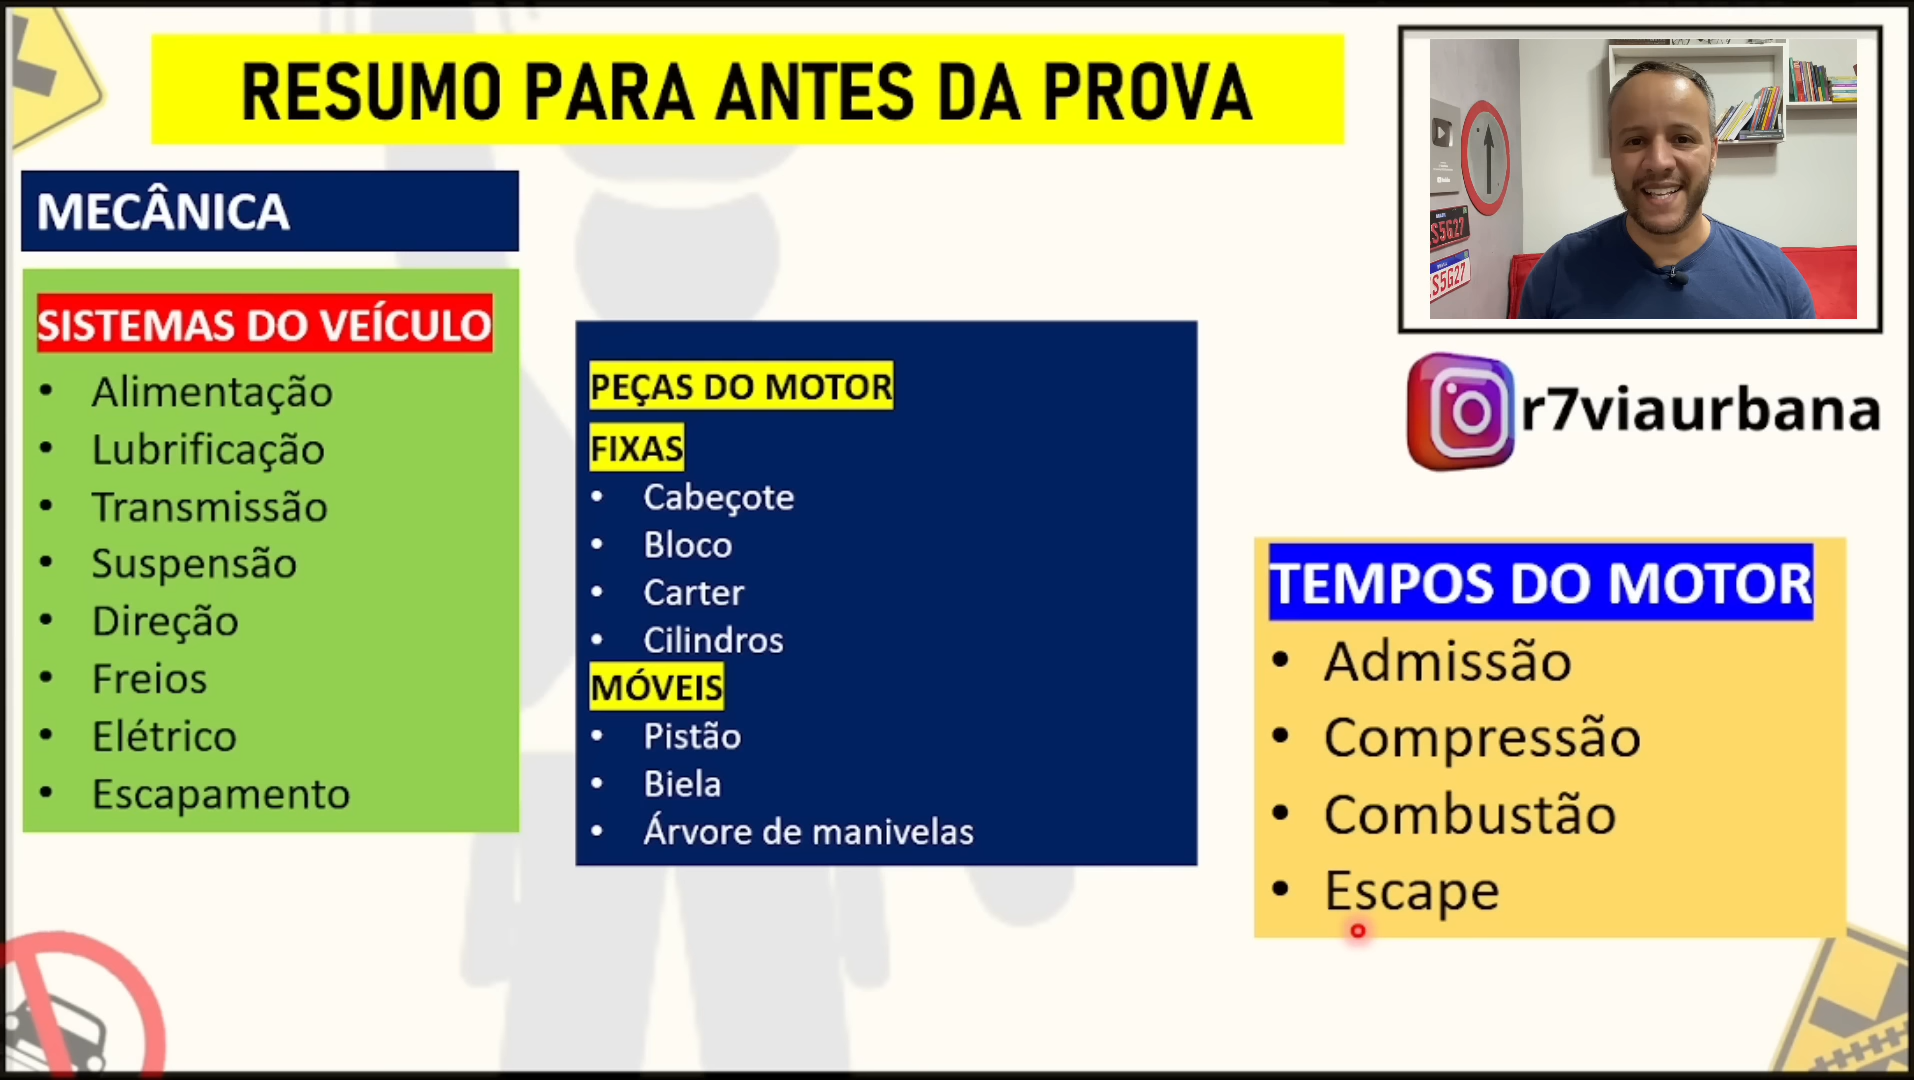 RESUMO PARA ANTES DA PROVA
MECÂNICA
SISTEMAS DO VEÍCULO
• Alimentação
• Lubrificação
• Transmissão
• Suspensão
• Direção
• Freios
• Elétrico
• Escapamento
PEÇAS DO MOTOR
FIXAS
• Cabeçote
• Bloco
• Carter
• Cilindros
MÓVEIS
• Pistão
• Biela
• Árvore de manivelas
r7viaurbana
TEMPOS DO MOTOR
• Admissão
• Compressão
• Combustão
• Escape
S5G27
S5G27